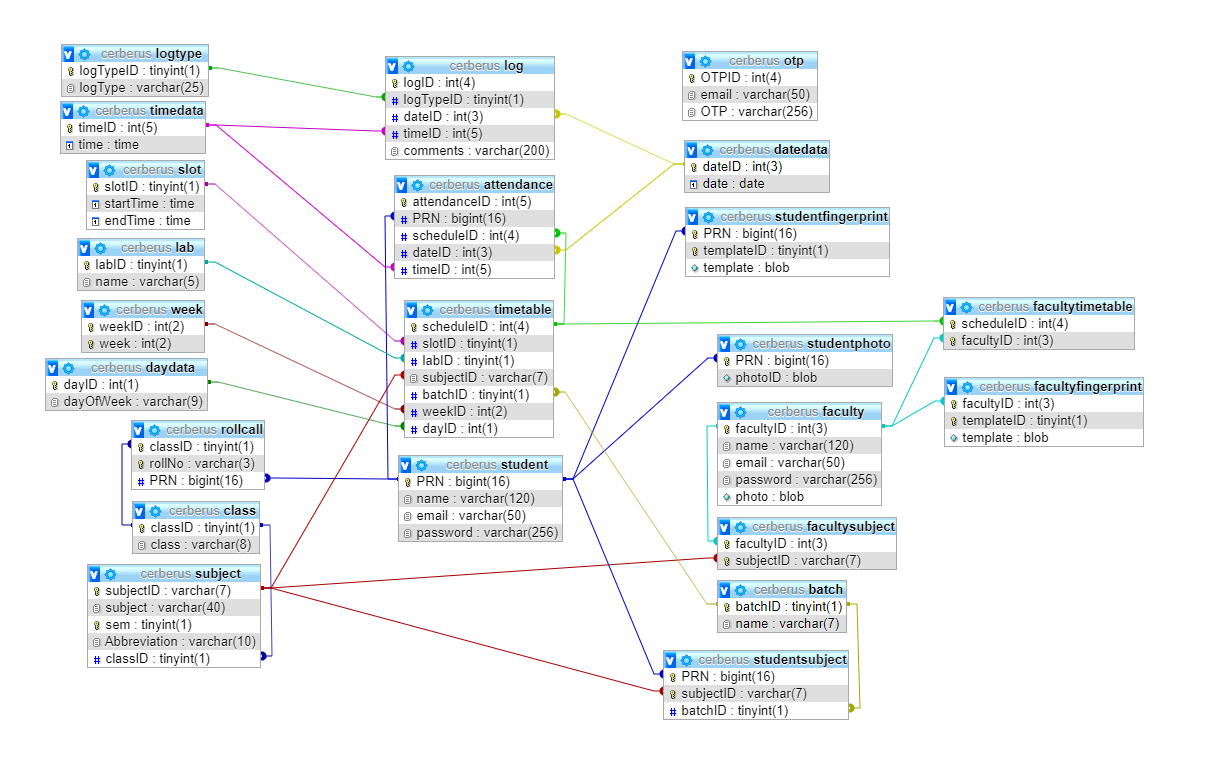 cerberus logtype
logTypeID : tinyint(1)
logType : varchar(25)
cerberus timedata
timeID : int(5)
time : time
cerberus slot
slotID : tinyint(1)
startTime : time
endTime : time
cerberus lab
labID : tinyint(1)
name : varchar(5)
cerberus week
weekID : int(2)
week : int(2)
cerberus daydata
dayID : int(1)
dayOfWeek : varchar(9)
cerberus rollcall
classID : tinyint(1)
rollNo : varchar(3)
PRN : bigint(16)
cerberus class
classID : tinyint(1)
class : varchar(8)
cerberus subject
subjectID : varchar(7)
subject : varchar(40)
sem : tinyint(1)
Abbreviation : varchar(10)
classID : tinyint(1)
cerberus log
logID : int(4)
logTypeID : tinyint(1)
dateID : int(3)
timeID : int(5)
comments : varchar(200)
cerberus attendance
attendanceID : int(5)
PRN : bigint(16)
scheduleID : int(4)
dateID : int(3)
timeID : int(5)
cerberus timetable
scheduleID : int(4)
slotID : tinyint(1)
labID : tinyint(1)
subjectID : varchar(7)
batchID : tinyint(1)
weekID : int(2)
dayID : int(1)
cerberus student
PRN : bigint(16)
name : varchar(120)
email : varchar(50)
password : varchar(256)
cerberus otp
OTPID : int(4)
email : varchar(50)
OTP : varchar(256)
cerberus datedata
dateID : int(3)
date : date
cerberus studentfingerprint
PRN : bigint(16)
templateID : tinyint(1)
template : blob
cerberus studentphoto
PRN : bigint(16)
photoID : blob
cerberus faculty
facultyID : int(3)
name : varchar(120)
email : varchar(50)
password : varchar(256)
photo : blob
cerberus facultysubject
facultyID : int(3)
subjectID : varchar(7)
cerberus batch
batchID : tinyint(1)
name : varchar(7)
cerberus studentsubject
PRN : bigint(16)
subjectID : varchar(7)
batchID : tinyint(1)
cerberus facultytimetable
scheduleID : int(4)
facultyID : int(3)
cerberus facultyfingerprint
facultyID : int(3)
templateID : tinyint(1)
template : blob